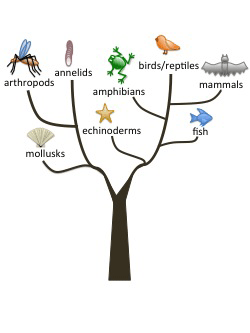 arthropods
annelids
amphibians
birds/reptiles
mammals
mollusks
echinoderms
fish